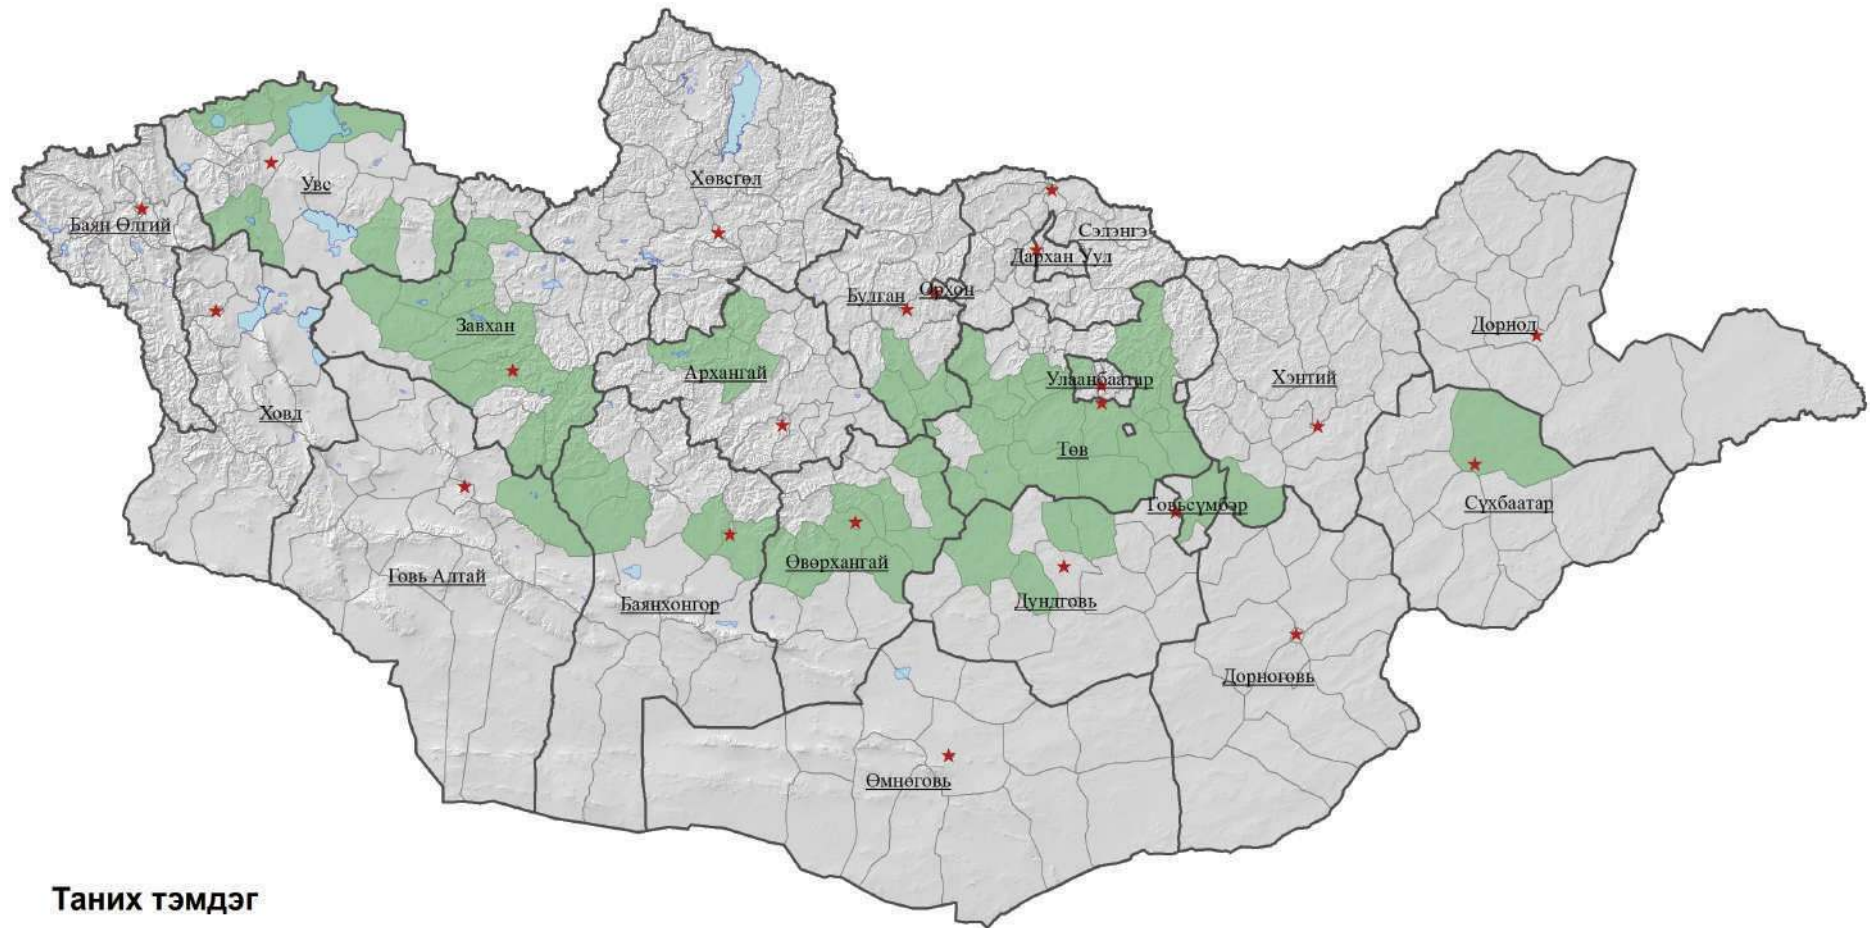 Увс
Хөвсгөл
Баян Өлгий
Сэлэнгэ
Дархан Уул
Орхон
Булган
Завхан
Дорнод
Архангай
Улаанбаатар
Хэнтий
Ховд
Төв
Говьсүмбэр
Сүхбаатар
Өвөрхангай
Говь Алтай
Баянхонгор
Дундговь
Дорноговь
Өмнөговь
Таних тэмдэг